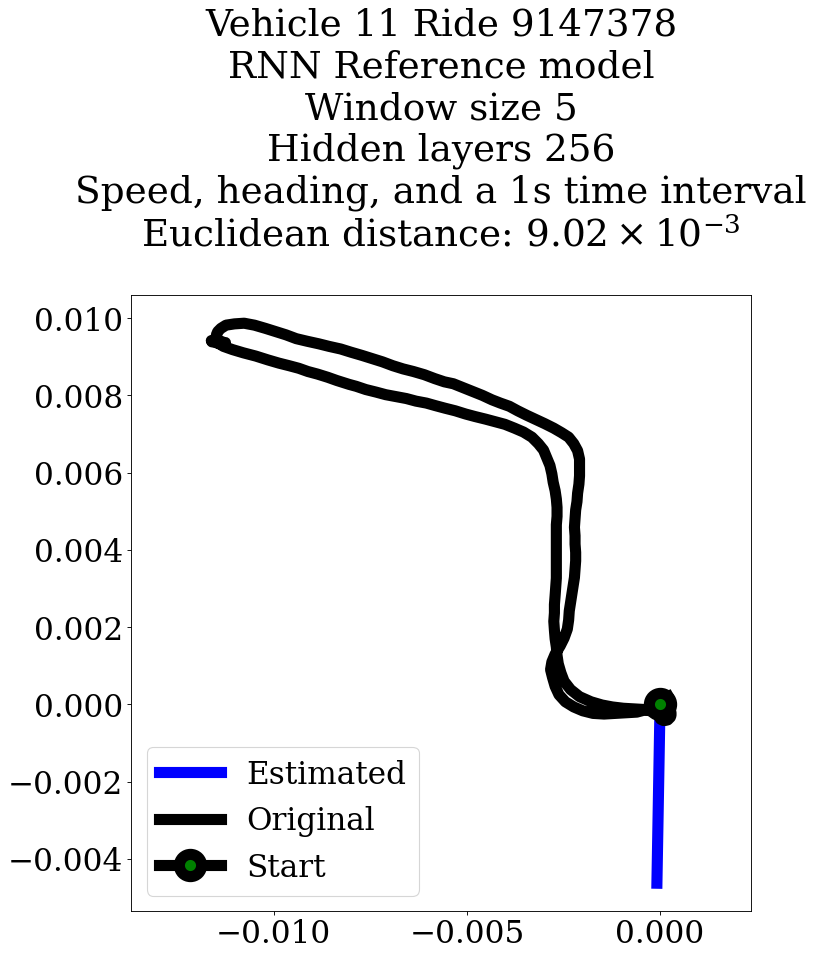 Vehicle 11 Ride 9147378
RNN Reference model
Window size 5
Hidden layers 256
Speed, heading, and a 1s time interval
Euclidean distance: 9.02 × 10⁻³
0.010
0.008
0.006
0.004
0.002
0.000
−0.002
−0.004
Estimated
Original
Start
−0.010
−0.005
0.000